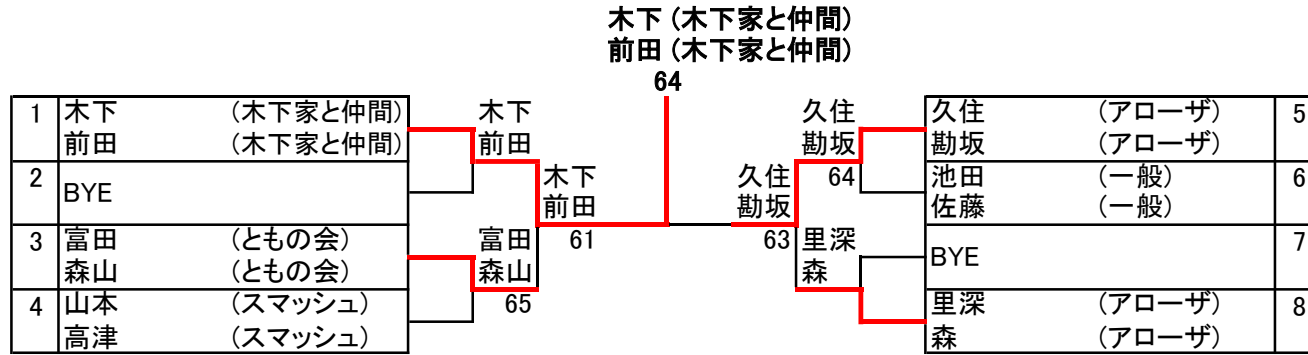 木下 (木下家と仲間)
前田 (木下家と仲間)
64
1 木下 (木下家と仲間)
前田 (木下家と仲間)
2 BYE
3 富田 (ともの会)
森山 (ともの会)
4 山本 (スマッシュ)
高津 (スマッシュ)
木下
前田
富田
森山
65
木下
前田
61
久住
勘坂
63
久住
勘坂
64
里深
森
久住 (アローザ) 5
勘坂 (アローザ)
池田 (一般) 6
佐藤 (一般)
BYE 7
里深 (アローザ) 8
森 (アローザ)